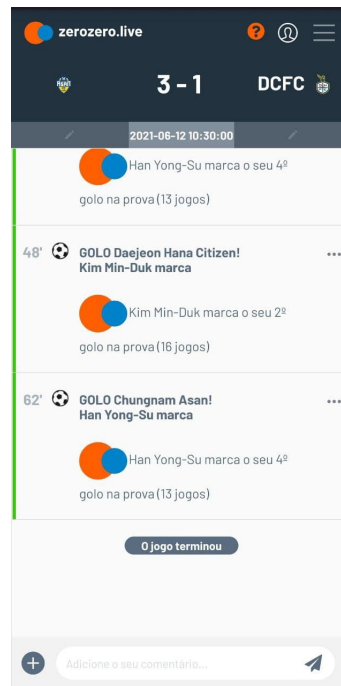 zerozero.live
?
ASAN
3 - 1
DCFC
2021-06-12 10:30:00
Han Yong-Su marca o seu 4º
golo na prova (13 jogos)
48'
GOLO Daejeon Hana Citizen!
Kim Min-Duk marca
Kim Min-Duk marca o seu 2º
golo na prova (16 jogos)
62'
GOLO Chungnam Asan!
Han Yong-Su marca
Han Yong-Su marca o seu 4º
golo na prova (13 jogos)
O jogo terminou
Adicione o seu comentário...